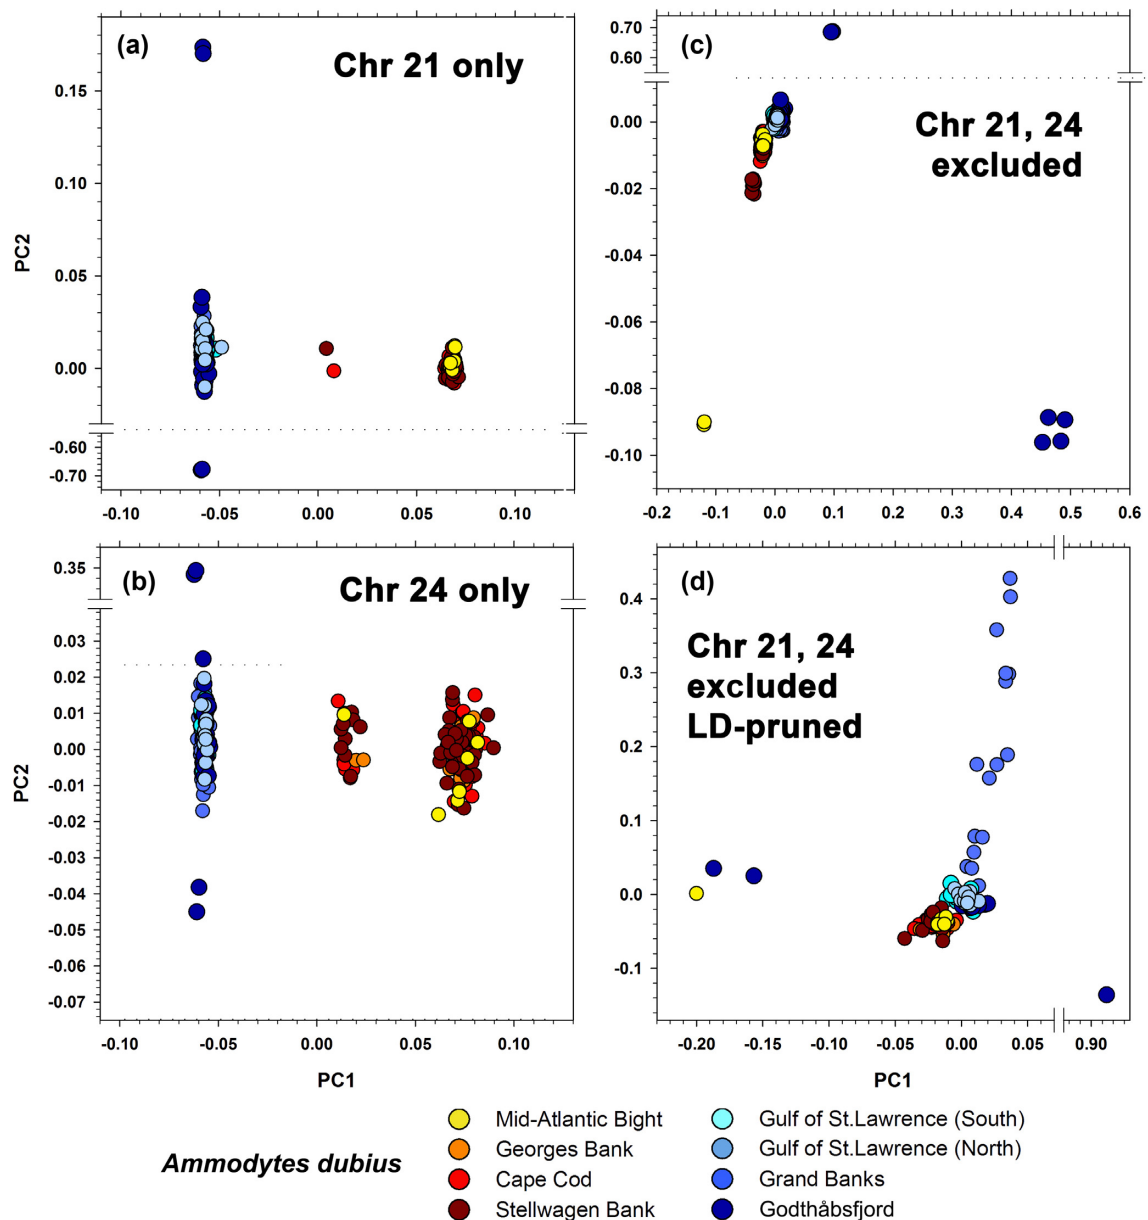 (a)
Chr 21 only
0.15
0.10
0.05
0.00
-0.60
-0.70
-0.10 -0.05 0.00 0.05 0.10
PC2
(c)
Chr 21, 24
excluded
0.70
0.60
0.00
-0.02
-0.04
-0.06
-0.08
-0.10
-0.2 -0.1 0.0 0.1 0.2 0.3 0.4 0.5 0.6
(b)
Chr 24 only
0.35
0.03
0.02
0.01
0.00
-0.01
-0.02
-0.03
-0.04
-0.05
-0.06
-0.07
-0.10 -0.05 0.00 0.05 0.10
PC2
PC1
(d)
Chr 21, 24
excluded
LD-pruned
0.4
0.3
0.2
0.1
0.0
-0.1
-0.20 -0.15 -0.10 -0.05 0.00 0.05 0.90
PC1
Ammodytes dubius
Mid-Atlantic Bight
Georges Bank
Cape Cod
Stellwagen Bank
Gulf of St.Lawrence (South)
Gulf of St.Lawrence (North)
Grand Banks
Godthåbsfjord